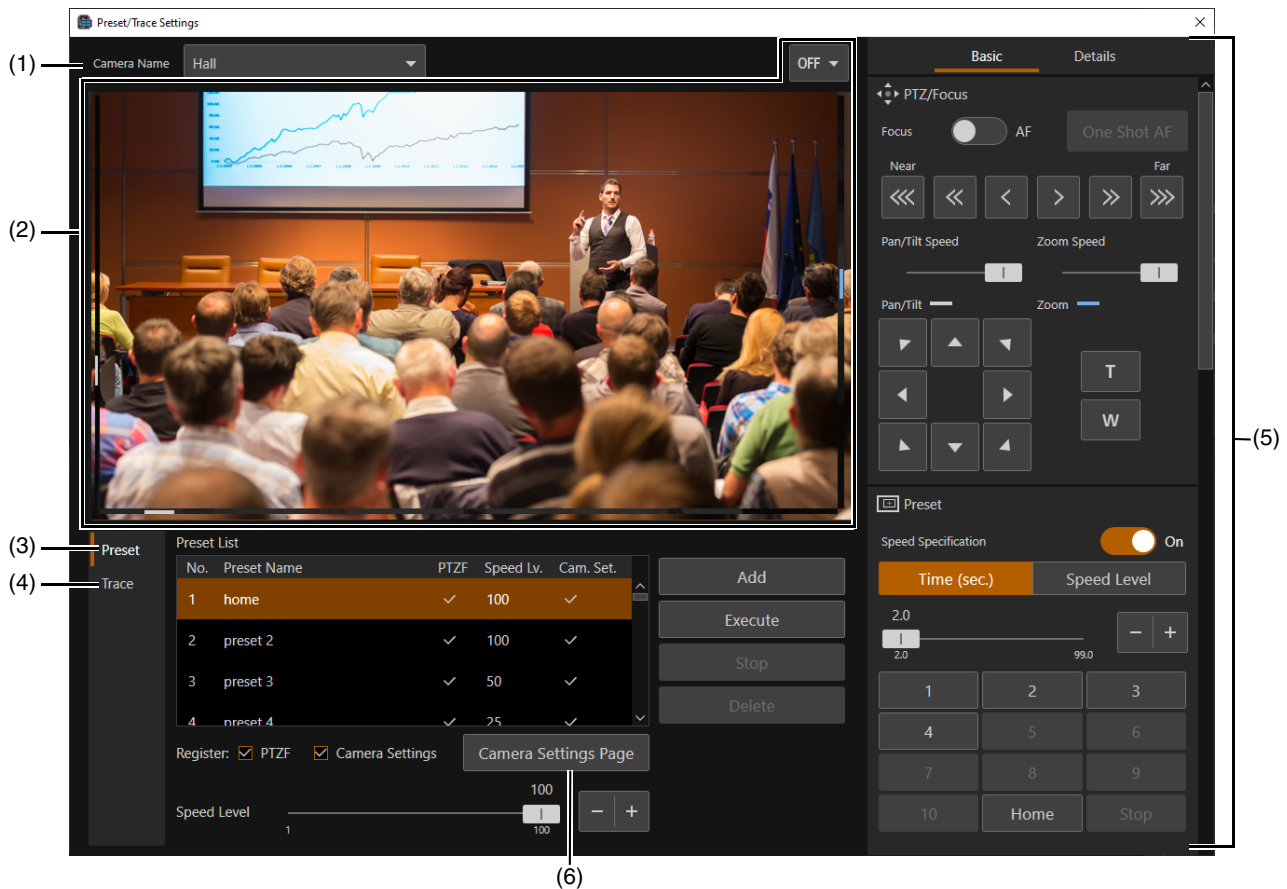 Preset/Trace Settings
(1)
Camera Name Hall OFF
Basic Details
PTZ/Focus
Focus AF One Shot AF
Near Far
(2)
Pan/Tilt Speed Zoom Speed
(5)
Pan/Tilt Zoom
T
W
(3)
Preset
(4)
Trace
Preset List
No. Preset Name PTZF Speed Lv. Cam. Set.
1 home 100
2 preset 2 100
3 preset 3 50
4 preset 4 25
Add
Execute
Stop
Delete
Register: PTZF Camera Settings Camera Settings Page
100
Speed Level − +
1 100
(6)
Preset
Speed Specification On
Time (sec.) Speed Level
2.0
− +
2.0 99.0
1 2 3
4 5 6
7 8 9
10 Home Stop